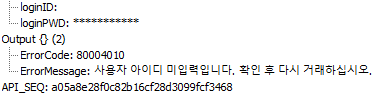 loginID:
loginPWD: ***********
Output {} (2)
ErrorCode: 80004010
ErrorMessage: 사용자 아이디 미입력입니다. 확인 후 다시 거래하십시오.
API_SEQ: a05a8e28f0c82b16cf28d3099fcf3468